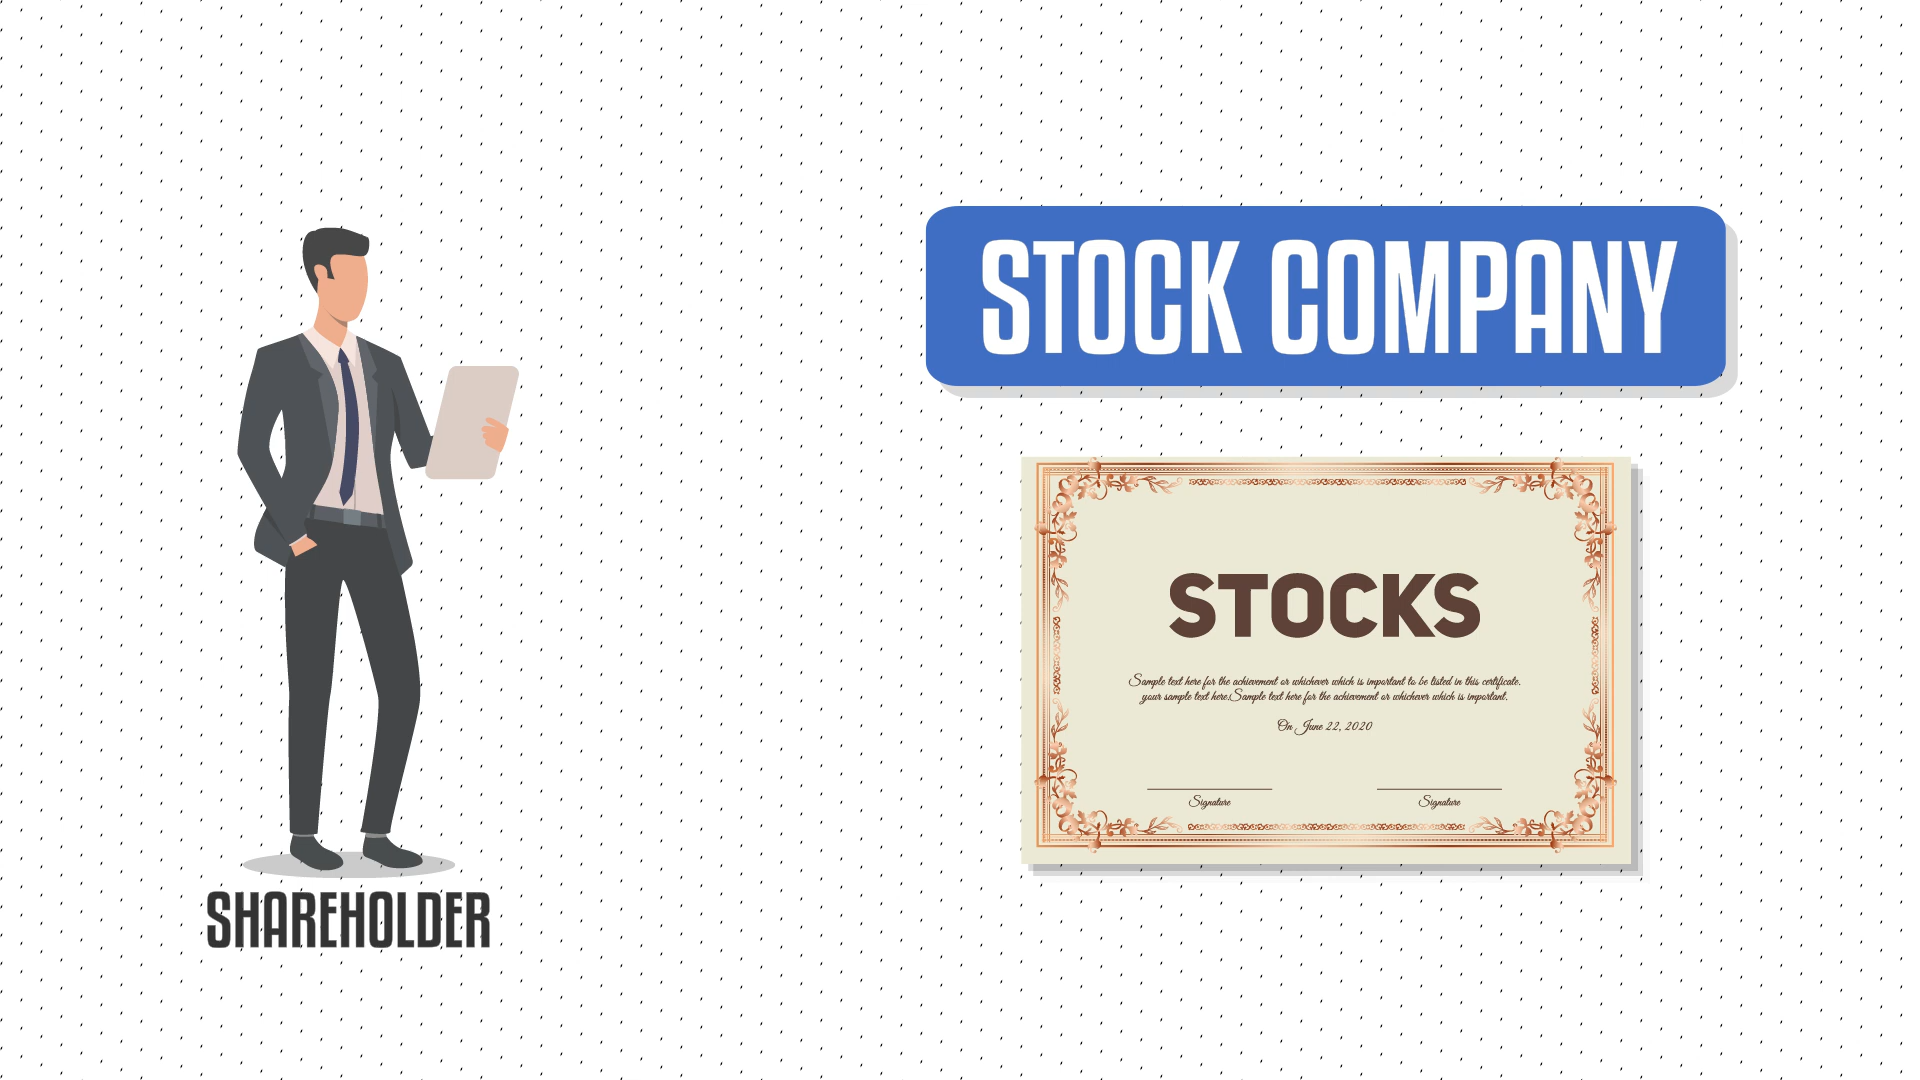 STOCK COMPANY
STOCKS
Sample text here for the achievement or whichever which is important to be listed in this certificate.
your sample text here.Sample text here for the achievement or whichever which is important.
On June 22, 2020
Signature
Signature
SHAREHOLDER